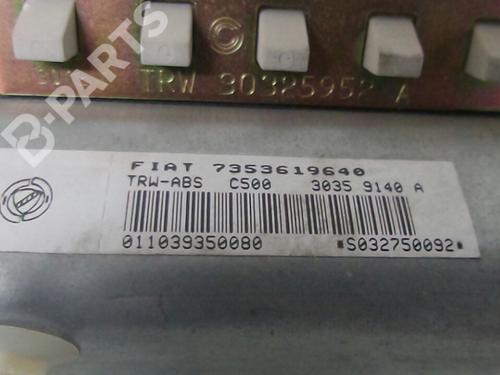 B-PARTS
TRW 30325952 A
FIAT 7353619640
TRW-ABS C500 3035 9140 A
011039350080 *S032750092*